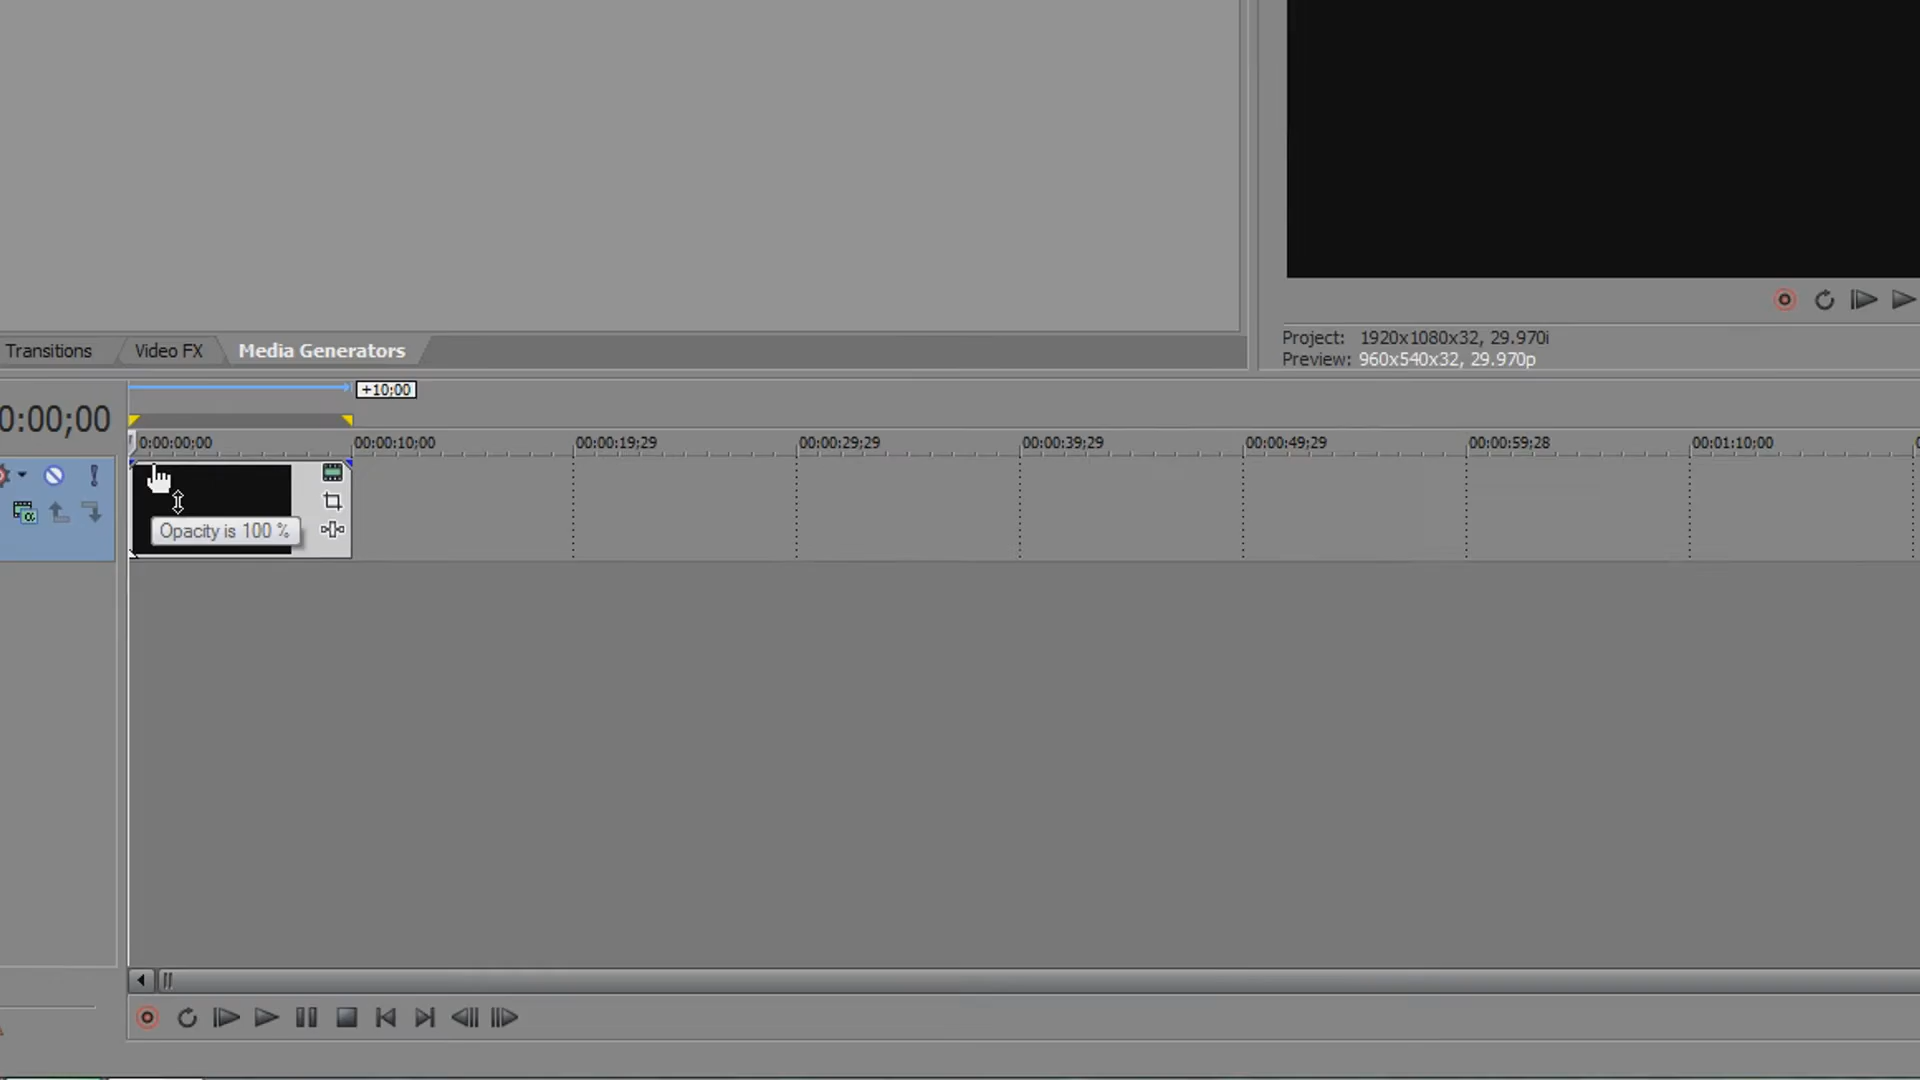 Project: 1920x1080x32, 29.970i
Transitions
Video FX
Media Generators
Preview: 960x540x32, 29.970p
+10;00
0:00;00
0:00:00;00
00:00:10;00
00:00:19;29
00:00:29;29
00:00:39;29
00:00:49;29
00:00:59;28
00:01:10;00
Opacity is 100 %